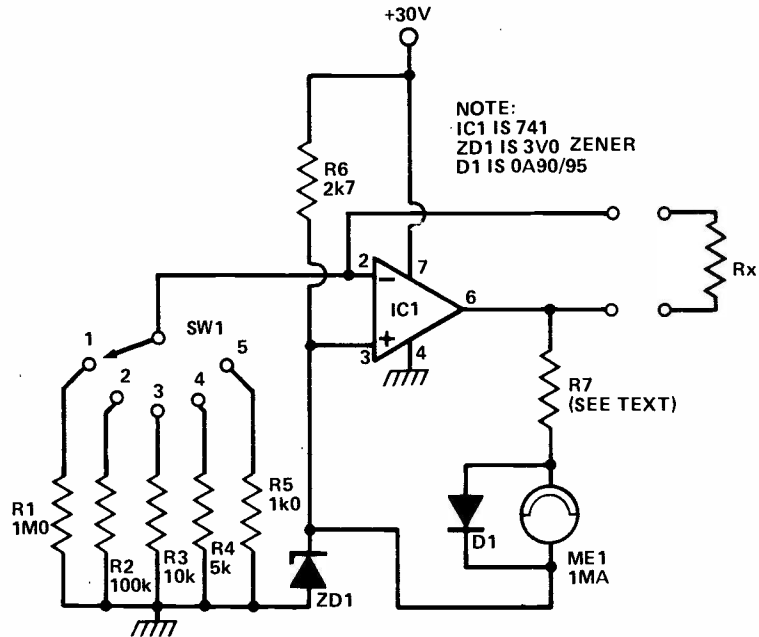 +30V
NOTE:
IC1 IS 741
ZD1 IS 3V0 ZENER
D1 IS 0A90/95
R6
2k7
2
7
IC1
6
3
4
Rx
1
SW1
5
2
3
4
R7
(SEE TEXT)
R1
1M0
R2
100k
R3
10k
R4
5k
R5
1k0
ZD1
D1
ME1
1MA